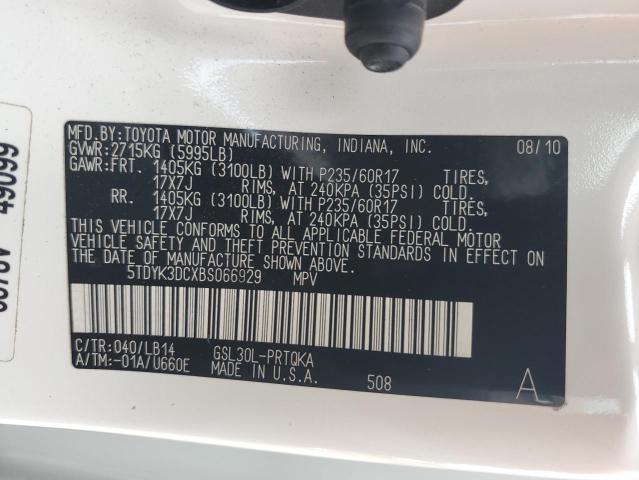 MFD.BY:TOYOTA MOTOR MANUFACTURING, INDIANA, INC. 08/10
GVWR:2715KG (5995LB)
GAWR:FRT. 1405KG (3100LB) WITH P235/60R17 TIRES,
17X7J RIMS, AT 240KPA (35PSI) COLD.
RR. 1405KG (3100LB) WITH P235/60R17 TIRES,
17X7J RIMS, AT 240KPA (35PSI) COLD.
THIS VEHICLE CONFORMS TO ALL APPLICABLE FEDERAL MOTOR
VEHICLE SAFETY AND THEFT PREVENTION STANDARDS IN EFFECT ON
THE DATE OF MANUFACTURE SHOWN ABOVE.
5TDYK3DCXBS066929 MPV
C/TR:040/LB14 GSL30L-PRTQKA
A/TM:-01A/U660E MADE IN U.S.A. 508 A